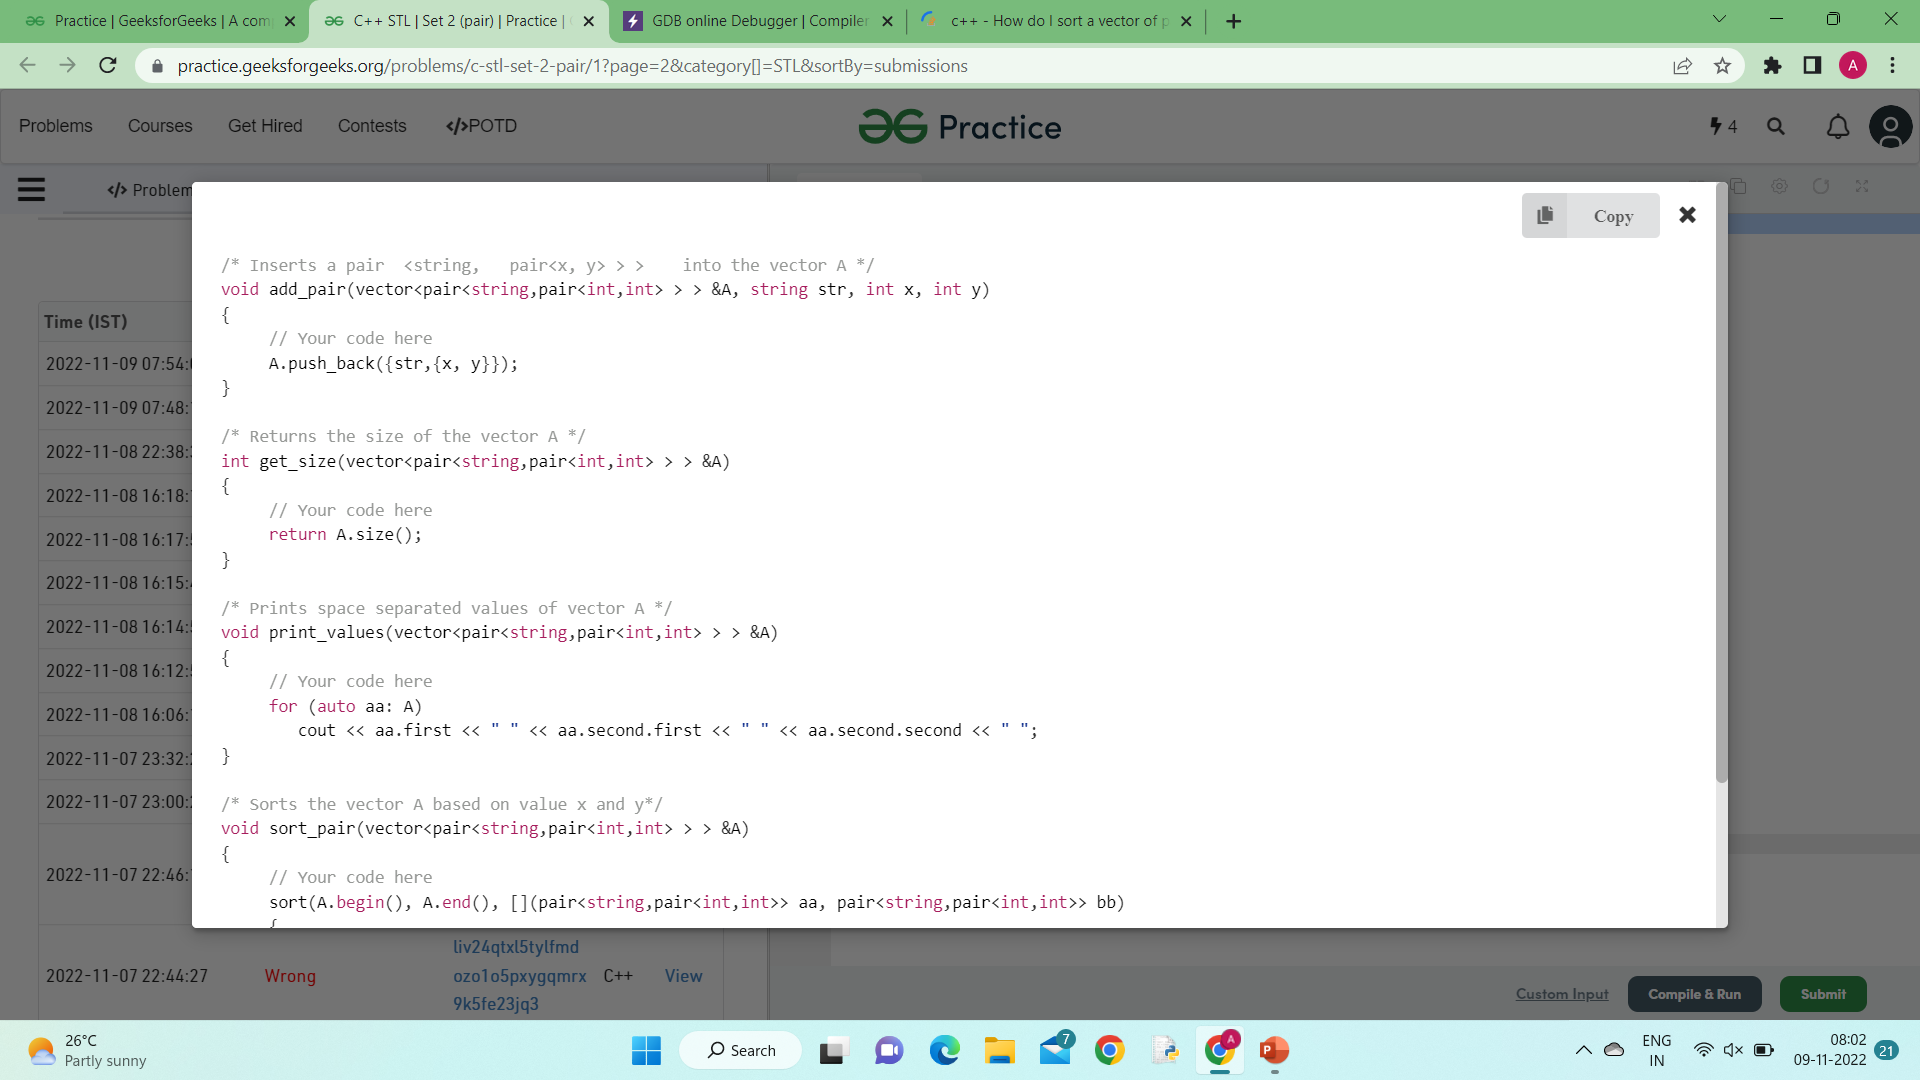 Practice | GeeksforGeeks | A com
C++ STL | Set 2 (pair) | Practice |
GDB online Debugger | Compiler
c++ - How do I sort a vector of p
practice.geeksforgeeks.org/problems/c-stl-set-2-pair/1?page=2&category[]=STL&sortBy=submissions
A
Problems Courses Get Hired Contests </>POTD
Practice
4
</> Problem
Copy
/* Inserts a pair  <string,   pair<x, y> > >    into the vector A */
void add_pair(vector<pair<string,pair<int,int> > > &A, string str, int x, int y)
{
// Your code here
A.push_back({str,{x, y}});
}
/* Returns the size of the vector A */
int get_size(vector<pair<string,pair<int,int> > > &A)
{
// Your code here
return A.size();
}
/* Prints space separated values of vector A */
void print_values(vector<pair<string,pair<int,int> > > &A)
{
// Your code here
for (auto aa: A)
cout << aa.first << " " << aa.second.first << " " << aa.second.second << " ";
}
/* Sorts the vector A based on value x and y*/
void sort_pair(vector<pair<string,pair<int,int> > > &A)
{
// Your code here
sort(A.begin(), A.end(), [](pair<string,pair<int,int>> aa, pair<string,pair<int,int>> bb)
{
Time (IST)
2022-11-09 07:54:
2022-11-09 07:48:
2022-11-08 22:38:
2022-11-08 16:18:
2022-11-08 16:17:
2022-11-08 16:15:
2022-11-08 16:14:
2022-11-08 16:12:
2022-11-08 16:06:
2022-11-07 23:32:
2022-11-07 23:00:
2022-11-07 22:46:
liv24qtxl5tylfmd
2022-11-07 22:44:27 Wrong ozo1o5pxygqmrx C++ View
9k5fe23jq3
Custom Input Compile & Run Submit
26°C
Partly sunny
Search
7
A
P
ENG
IN
08:02
09-11-2022
21